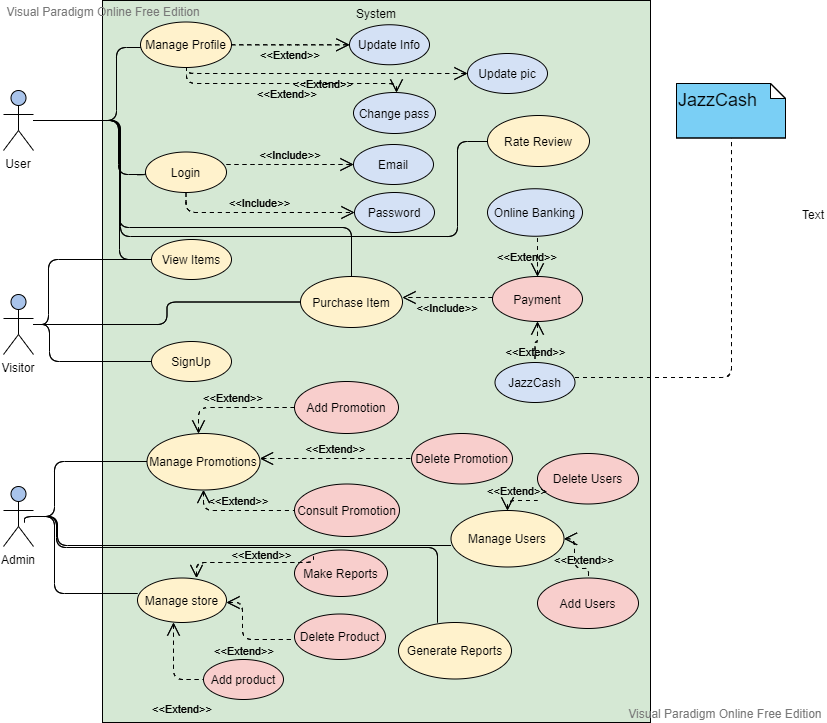 Visual Paradigm Online Free Edition
System
Manage Profile
<<Extend>>
Update Info
Update pic
<<Extend>>
<<Extend>>
Change pass
JazzCash
User
Rate Review
Login
<<Include>>
Email
<<Include>>
Password
Online Banking
Text
View Items
<<Extend>>
Visitor
Purchase Item
<<Include>>
Payment
<<Extend>>
SignUp
JazzCash
<<Extend>>
Add Promotion
Manage Promotions
<<Extend>>
Delete Promotion
Delete Users
<<Extend>>
<<Extend>>
Consult Promotion
Manage Users
Admin
<<Extend>>
Make Reports
<<Extend>>
Manage store
Add Users
Delete Product
<<Extend>>
Generate Reports
Add product
<<Extend>>
Visual Paradigm Online Free Edition